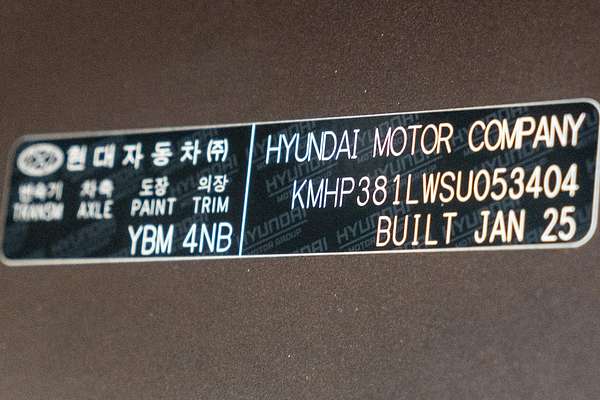 현대자동차(주)
변속기 차축 도장 의장
TRANSM AXLE PAINT TRIM
YBM 4NB
HYUNDAI MOTOR COMPANY
KMHP381LWSU053404
BUILT JAN 25